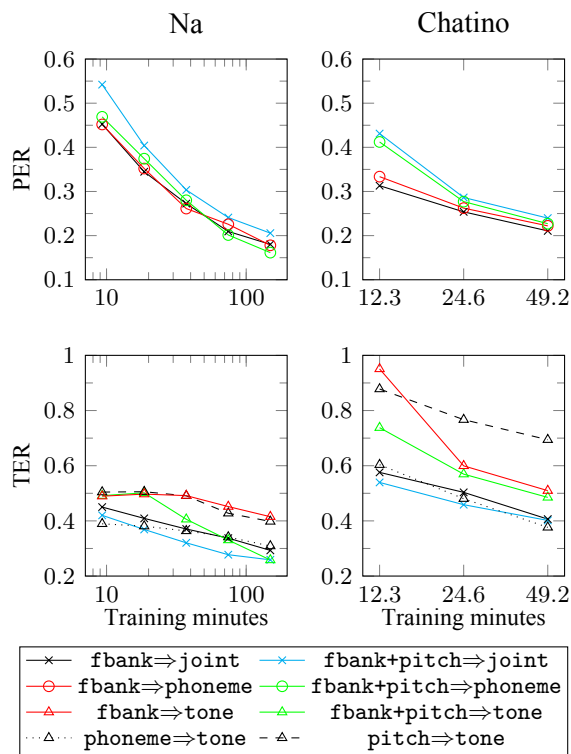 Na Chatino
0.6 0.6
0.5 0.5
0.4 0.4
PER
0.3 0.3
0.2 0.2
0.1 0.1
10 100 12.3 24.6 49.2
1 1
0.8 0.8
TER
0.6 0.6
0.4 0.4
0.2 0.2
10 100 12.3 24.6 49.2
Training minutes Training minutes
fbank⇒joint fbank+pitch⇒joint
fbank⇒phoneme fbank+pitch⇒phoneme
fbank⇒tone fbank+pitch⇒tone
phoneme⇒tone pitch⇒tone